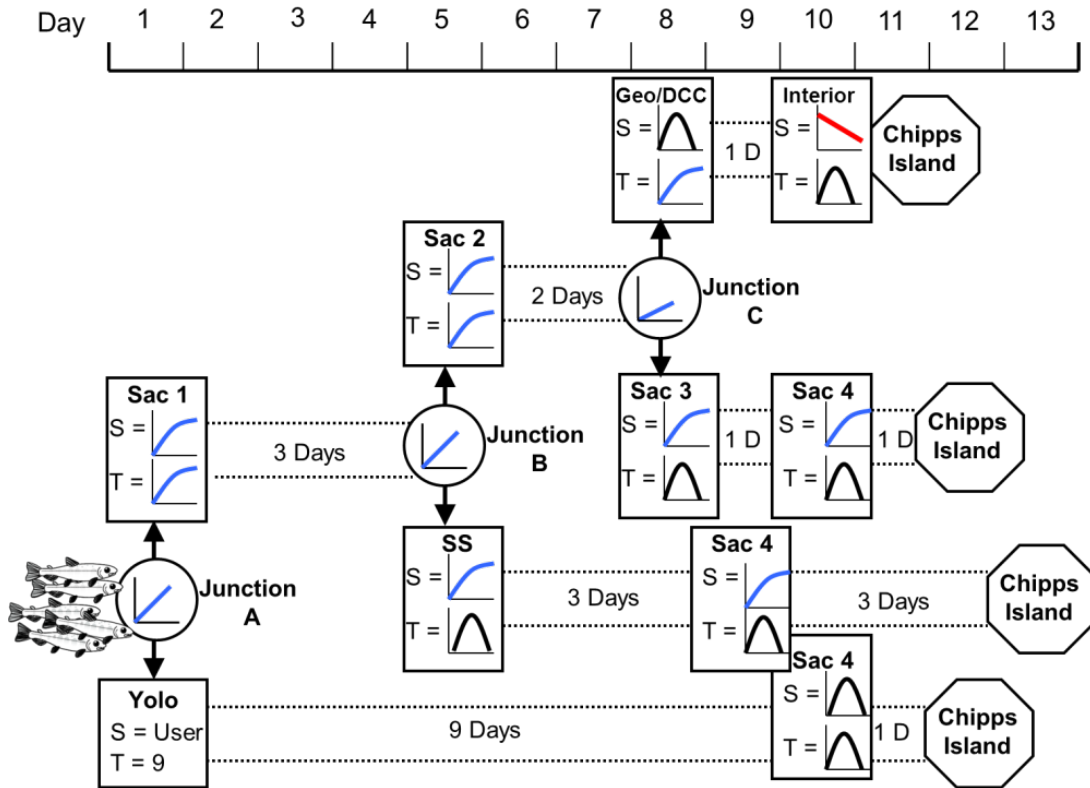 Day 1 2 3 4 5 6 7 8 9 10 11 12 13
Geo/DCC
S =
T =
1 D
Interior
S =
T =
Chipps
Island
Sac 2
S =
T =
2 Days
Junction
C
Sac 1
S =
T =
3 Days
Junction
B
Sac 3
S =
T =
1 D
Sac 4
S =
T =
1 D
Chipps
Island
Junction
A
SS
S =
T =
3 Days
Sac 4
S =
T =
3 Days
Chipps
Island
Yolo
S = User
T = 9
9 Days
Sac 4
S =
T =
1 D
Chipps
Island